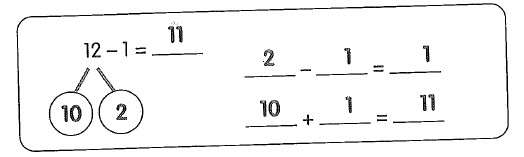 12 – 1 = 11
10 2
2 – 1 = 1
10 + 1 = 11